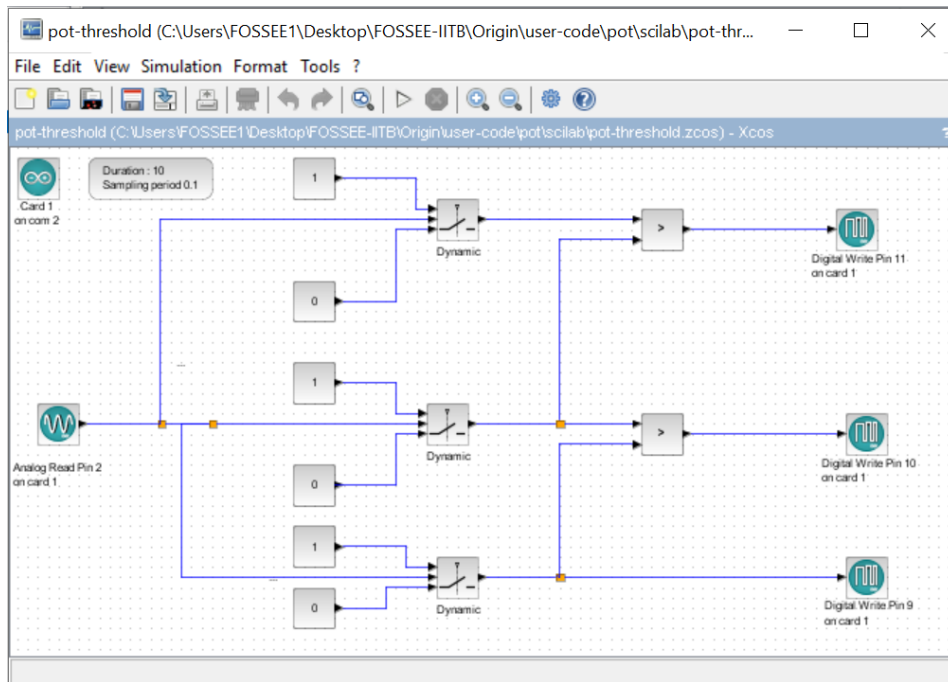 pot-threshold (C:\Users\FOSSEE1\Desktop\FOSSEE-IITB\Origin\user-code\pot\scilab\pot-thr...
File Edit View Simulation Format Tools ?
pot-threshold (C:\Users\FOSSEE1\Desktop\FOSSEE-IITB\Origin\user-code\pot\scilab\pot-threshold.zcos) - Xcos
?
Card 1
on com 2
Duration : 10
Sampling period 0.1
1
Dynamic
0
>
Digital Write Pin 11
on card 1
Analog Read Pin 2
on card 1
1
Dynamic
0
>
Digital Write Pin 10
on card 1
1
Dynamic
0
Digital Write Pin 9
on card 1